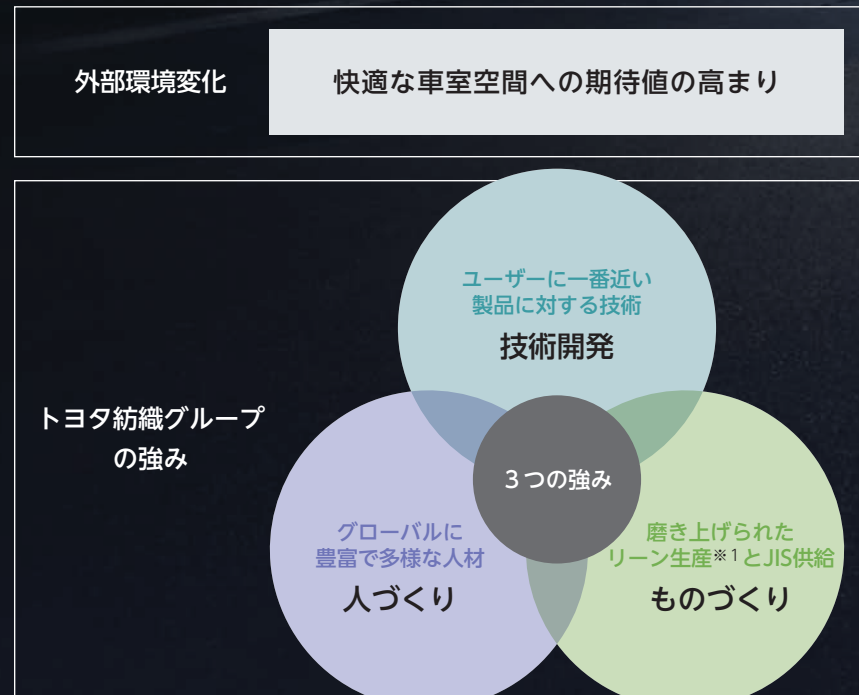 外部環境変化
快適な車室空間への期待値の高まり
ユーザーに一番近い
製品に対する技術
技術開発
トヨタ紡織グループ
の強み
3つの強み
グローバルに
豊富で多様な人材
人づくり
磨き上げられた
リーン生産※1とJIS供給
ものづくり